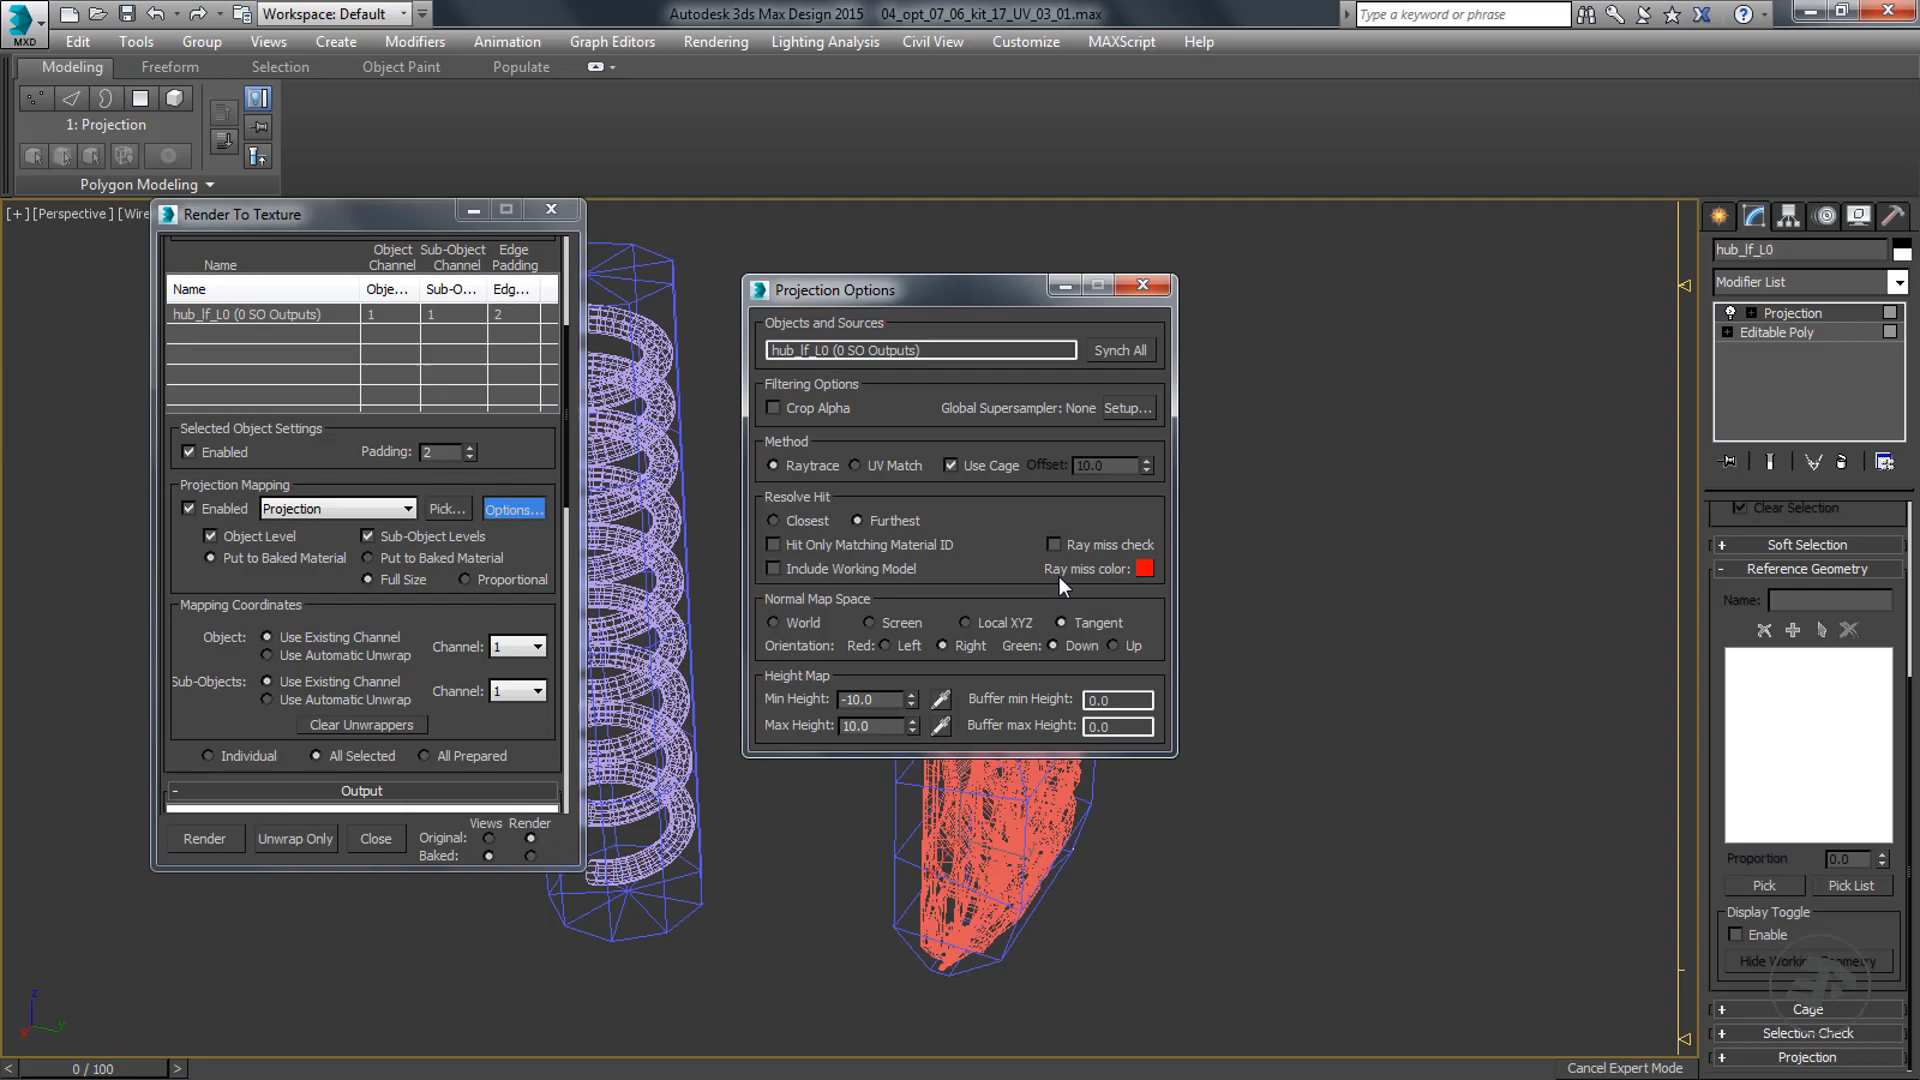 Workspace: Default
Autodesk 3ds Max Design 2015    04_opt_07_06_kit_17_UV_03_01.max
Type a keyword or phrase
MXD
Edit Tools Group Views Create Modifiers Animation Graph Editors Rendering Lighting Analysis Civil View Customize MAXScript Help
Modeling Freeform Selection Object Paint Populate
1: Projection
Polygon Modeling
[+] [Perspective] [Wire
Render To Texture
Object Sub-Object Edge
Name Channel Channel Padding
Name Obje... Sub-O... Edg...
hub_lf_L0 (0 SO Outputs) 1 1 2
Selected Object Settings
Enabled Padding: 2
Projection Mapping
Enabled Projection Pick... Options...
Object Level Sub-Object Levels
Put to Baked Material Put to Baked Material
Full Size Proportional
Mapping Coordinates
Object: Use Existing Channel Channel: 1
Use Automatic Unwrap
Sub-Objects: Use Existing Channel Channel: 1
Use Automatic Unwrap
Clear Unwrappers
Individual All Selected All Prepared
- Output
Views Render
Render Unwrap Only Close Original:
Baked:
Projection Options
Objects and Sources
hub_lf_L0 (0 SO Outputs) Synch All
Filtering Options
Crop Alpha Global Supersampler: None Setup...
Method
Raytrace UV Match Use Cage Offset: 10.0
Resolve Hit
Closest Furthest
Hit Only Matching Material ID Ray miss check
Include Working Model Ray miss color:
Normal Map Space
World Screen Local XYZ Tangent
Orientation: Red: Left Right Green: Down Up
Height Map
Min Height: -10.0 Buffer min Height: 0.0
Max Height: 10.0 Buffer max Height: 0.0
hub_lf_L0
Modifier List
Projection
Editable Poly
Clear Selection
+ Soft Selection
- Reference Geometry
Name:
Proportion 0.0
Pick Pick List
Display Toggle
Enable
Hide Working Geometry
+ Cage
+ Selection Check
+ Projection
z
x y
< 0 / 100 >
Cancel Expert Mode